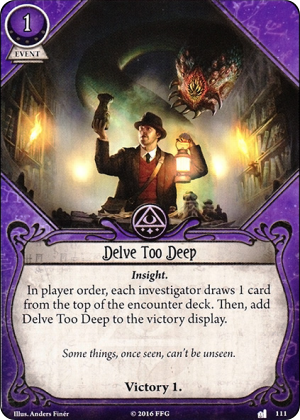 1
EVENT
Delve Too Deep
Insight.
In player order, each investigator draws 1 card
from the top of the encounter deck. Then, add
Delve Too Deep to the victory display.
Some things, once seen, can't be unseen.
Victory 1.
Illus. Anders Finér
© 2016 FFG
111